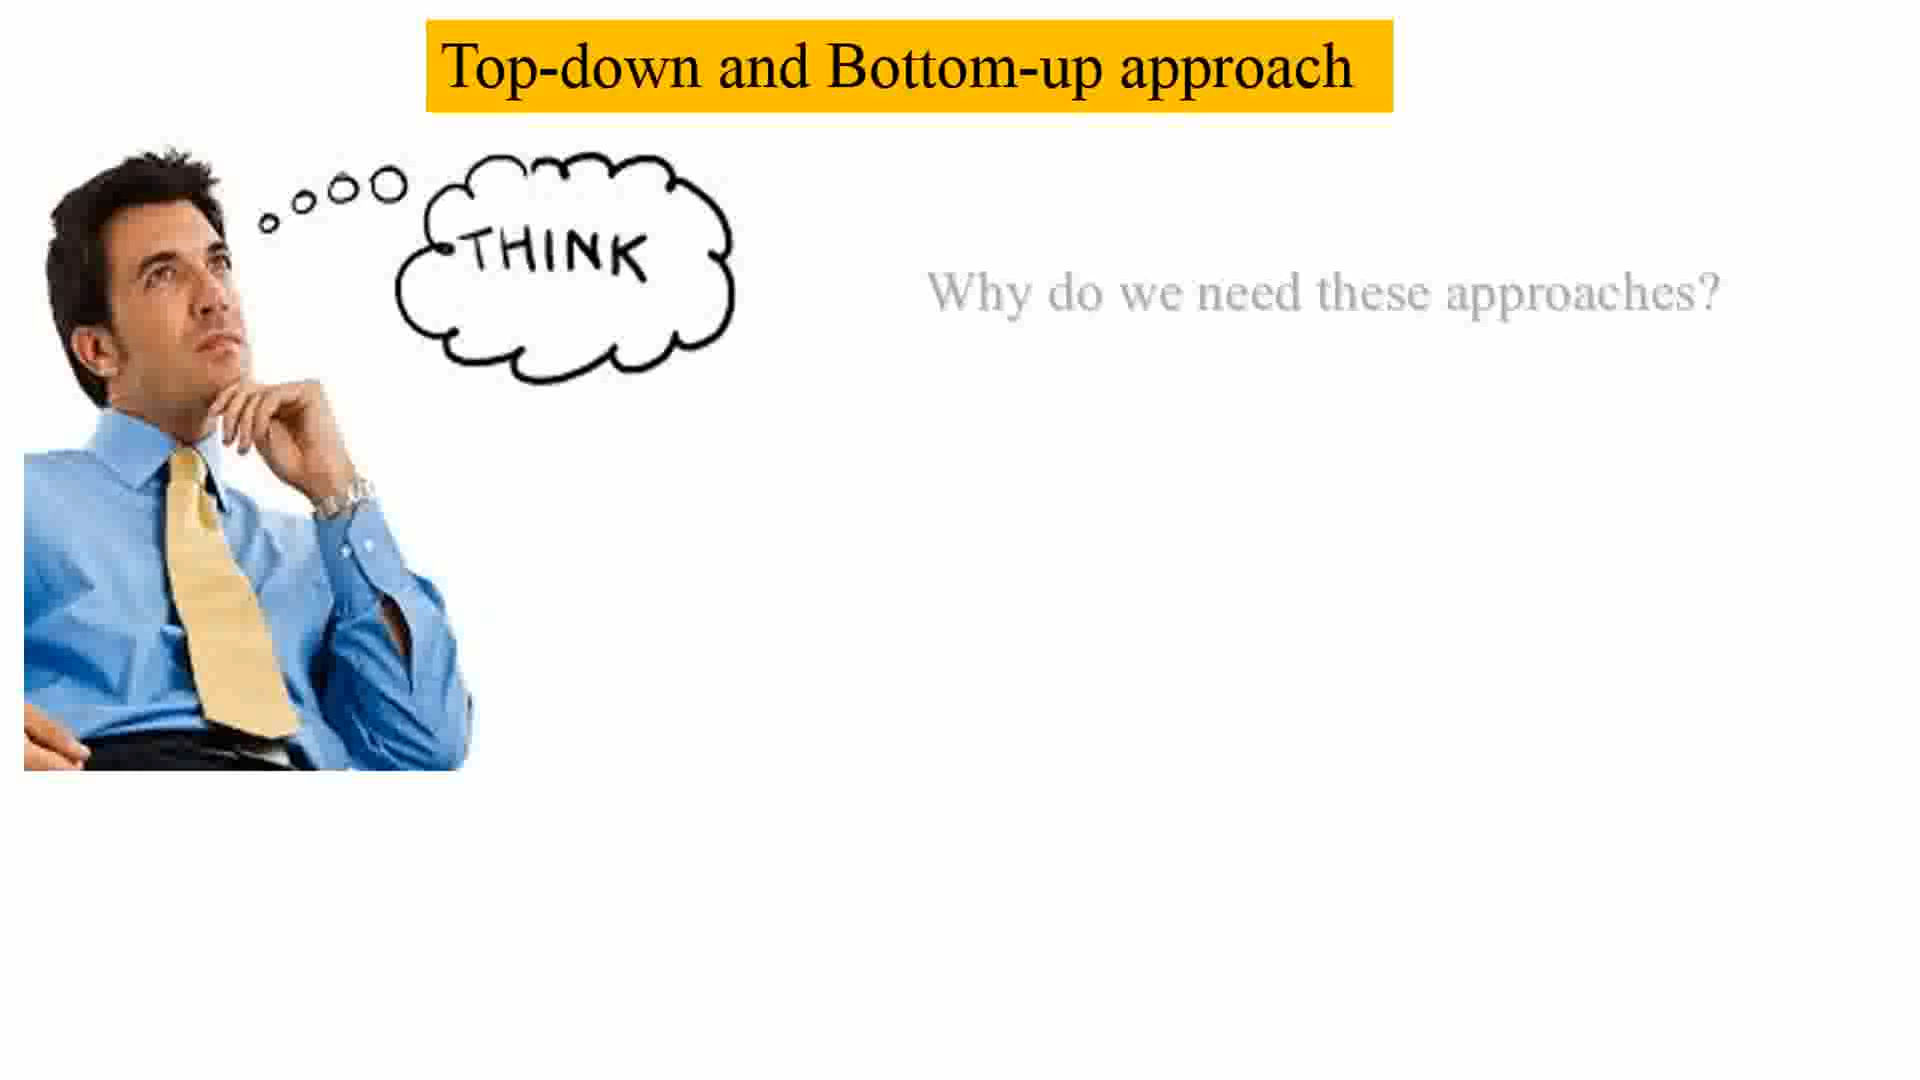 Top-down and Bottom-up approach
THINK
Why do we need these approaches?